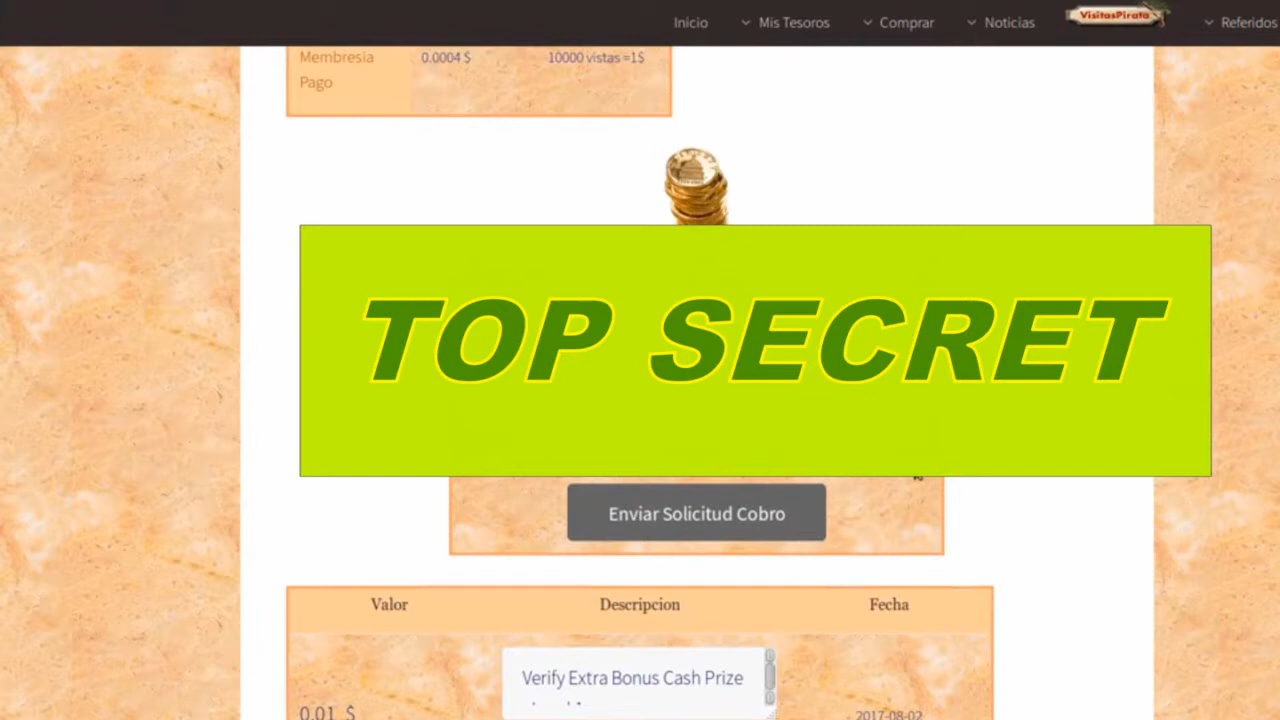 Inicio Mis Tesoros Comprar Noticias VisitasPirata Referidos
Membresia 0.0004 $ 10000 vistas =1$
Pago
TOP SECRET
Enviar Solicitud Cobro
Valor Descripcion Fecha
Verify Extra Bonus Cash Prize
0.01 $ 2017-08-02